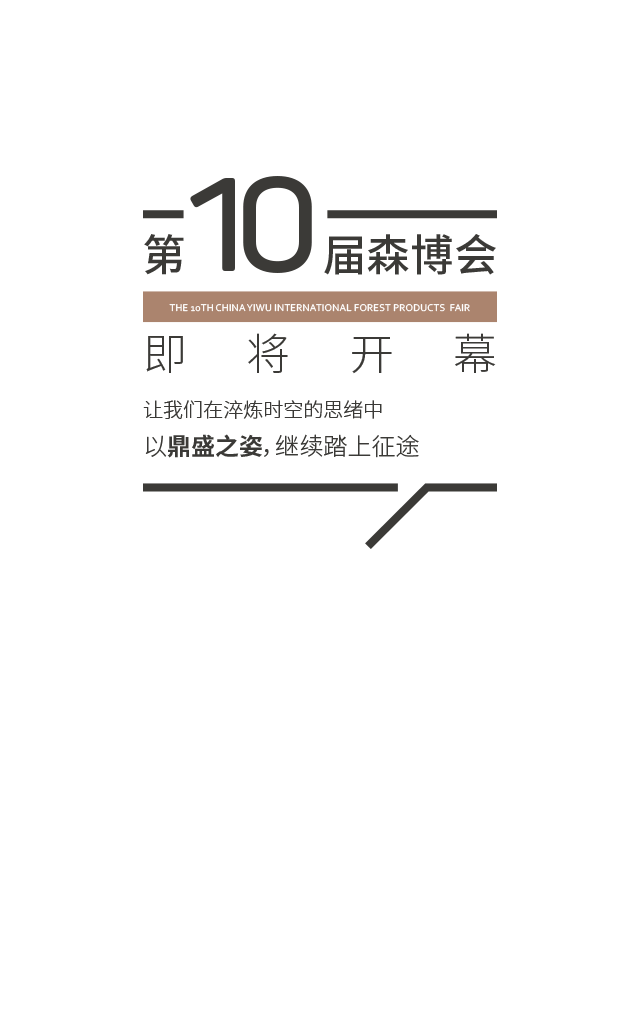 第10届森博会
THE 10TH CHINA YIWU INTERNATIONAL FOREST PRODUCTS FAIR
即将开幕
让我们在淬炼时空的思绪中
以鼎盛之姿，继续踏上征途